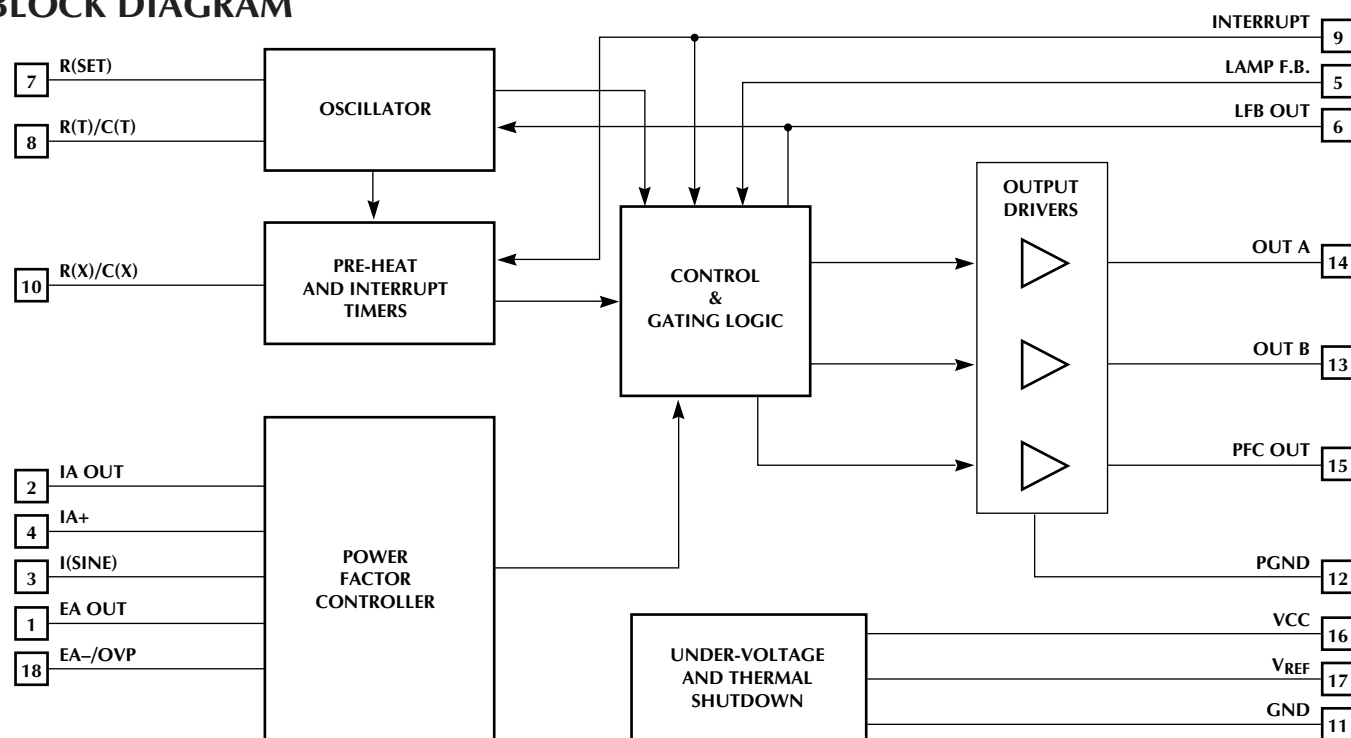 BLOCK DIAGRAM
7 R(SET)
8 R(T)/C(T)
OSCILLATOR
INTERRUPT 9
LAMP F.B. 5
LFB OUT 6
10 R(X)/C(X)
PRE-HEAT
AND INTERRUPT
TIMERS
CONTROL
&
GATING LOGIC
OUTPUT
DRIVERS
OUT A 14
OUT B 13
PFC OUT 15
2 IA OUT
4 IA+
3 I(SINE)
1 EA OUT
18 EA–/OVP
POWER
FACTOR
CONTROLLER
PGND 12
UNDER-VOLTAGE
AND THERMAL
SHUTDOWN
VCC 16
VREF 17
GND 11